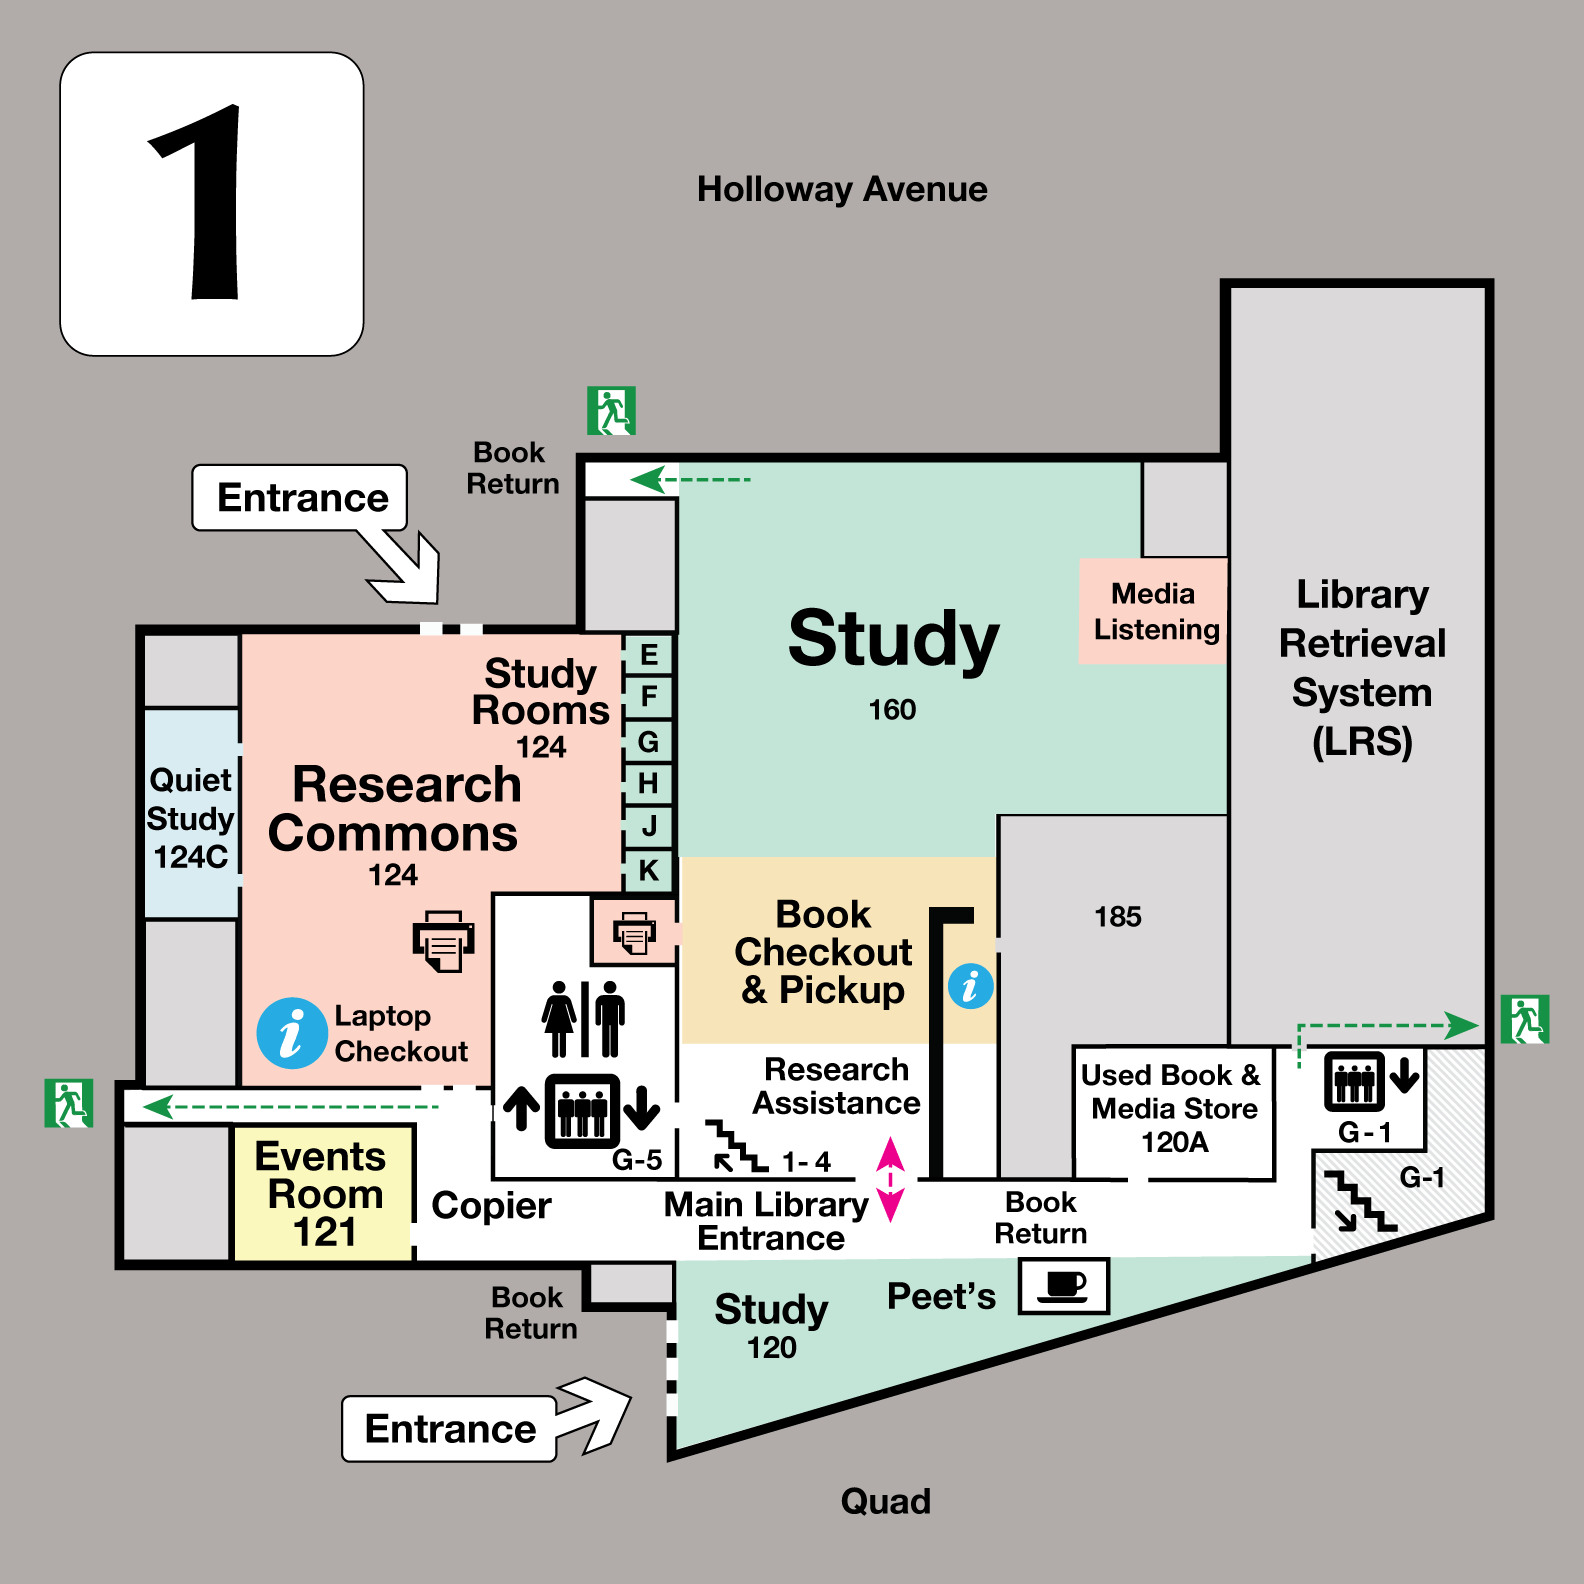 1
Holloway Avenue
Book
Return
Entrance
Study
Rooms
124
E
F
G
H
J
K
Study
160
Media
Listening
Library
Retrieval
System
(LRS)
Quiet
Study
124C
Research
Commons
124
Book
Checkout
& Pickup
i
185
i
Laptop
Checkout
Research
Assistance
Used Book &
Media Store
120A
G-1
G-1
G-5
1-4
Events
Room
121
Copier
Main Library
Entrance
Book
Return
Book
Return
Study
120
Peet's
Entrance
Quad